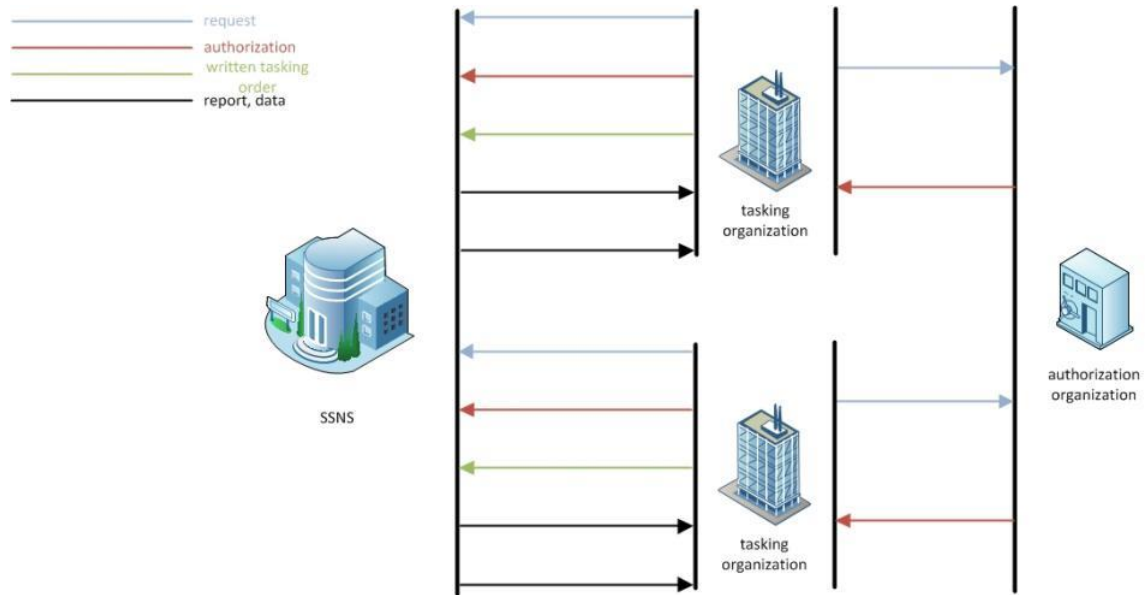 request
authorization
written tasking
order
report, data
tasking
organization
SSNS
authorization
organization
tasking
organization